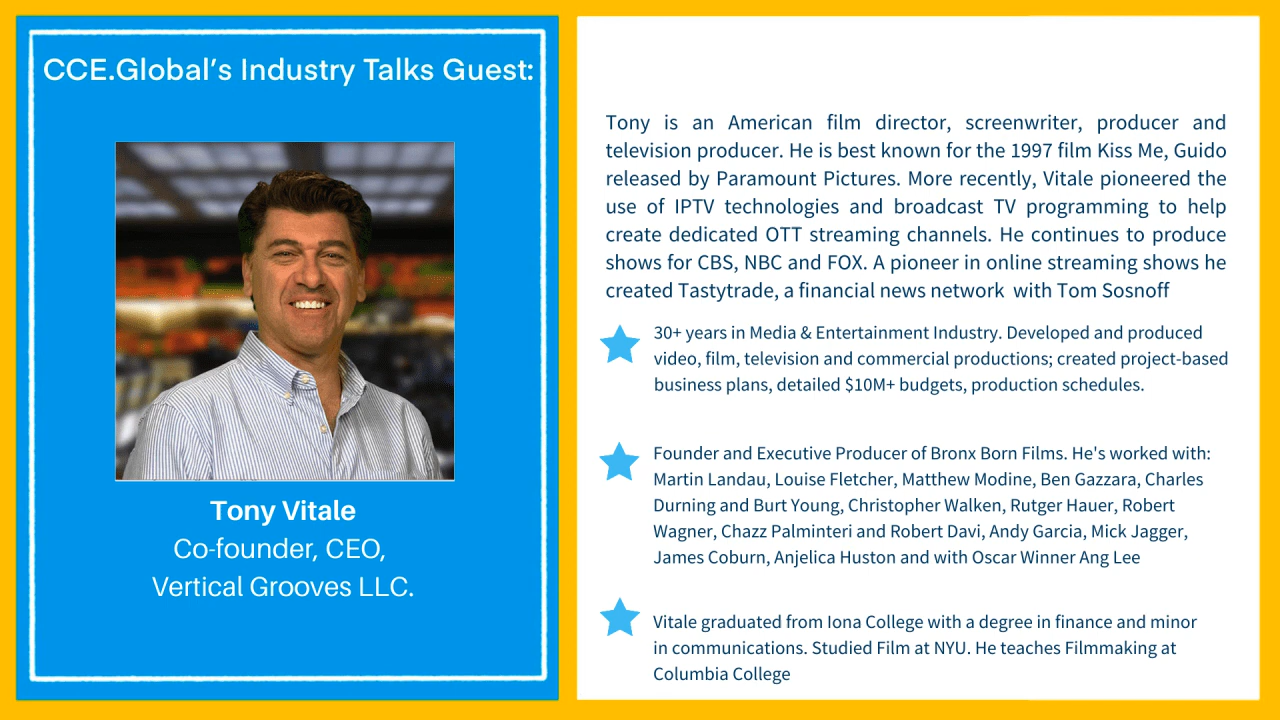 CCE.Global's Industry Talks Guest:
Tony Vitale
Co-founder, CEO,
Vertical Grooves LLC.
Tony is an American film director, screenwriter, producer and
television producer. He is best known for the 1997 film Kiss Me, Guido
released by Paramount Pictures. More recently, Vitale pioneered the
use of IPTV technologies and broadcast TV programming to help
create dedicated OTT streaming channels. He continues to produce
shows for CBS, NBC and FOX. A pioneer in online streaming shows he
created Tastytrade, a financial news network with Tom Sosnoff
30+ years in Media & Entertainment Industry. Developed and produced
video, film, television and commercial productions; created project-based
business plans, detailed $10M+ budgets, production schedules.
Founder and Executive Producer of Bronx Born Films. He's worked with:
Martin Landau, Louise Fletcher, Matthew Modine, Ben Gazzara, Charles
Durning and Burt Young, Christopher Walken, Rutger Hauer, Robert
Wagner, Chazz Palminteri and Robert Davi, Andy Garcia, Mick Jagger,
James Coburn, Anjelica Huston and with Oscar Winner Ang Lee
Vitale graduated from Iona College with a degree in finance and minor
in communications. Studied Film at NYU. He teaches Filmmaking at
Columbia College